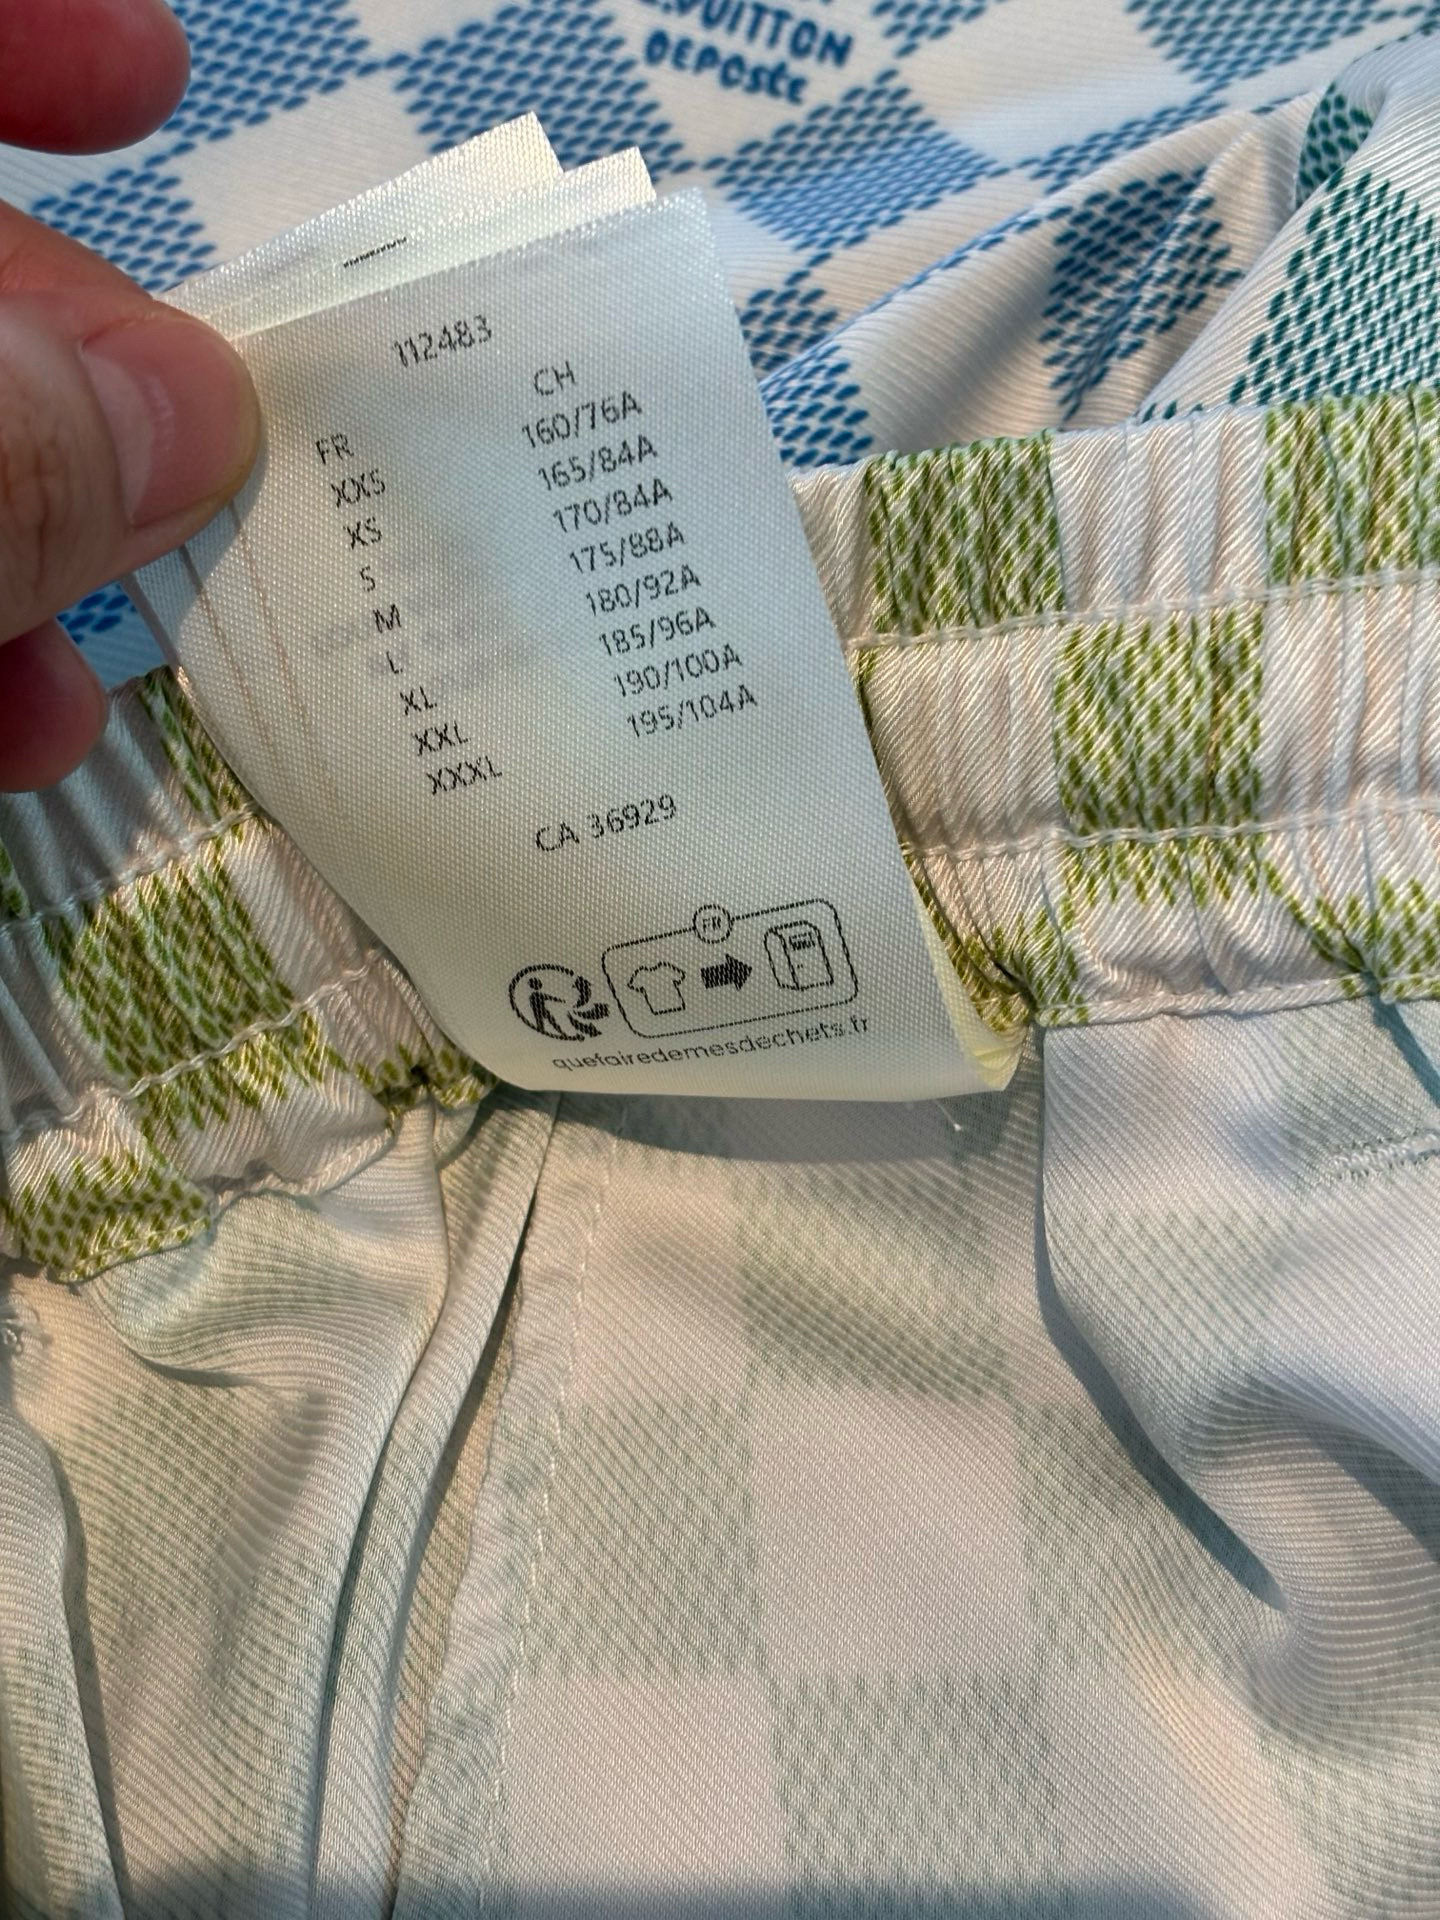 VUITTON
DEPOSÉE
112483
FR CH
XXS 160/76A
XS 165/84A
S 170/84A
M 175/88A
L 180/92A
XL 185/96A
XXL 190/100A
XXXL 195/104A
CA 36929
FR
quefairedemesdechets.fr